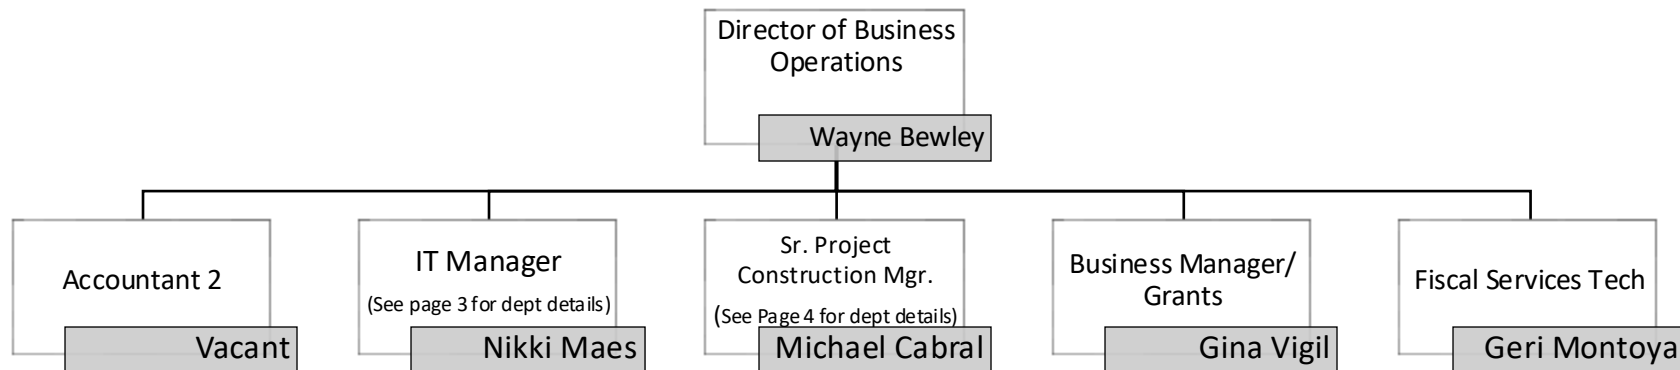 Director of Business
Operations
Wayne Bewley
Accountant 2
Vacant
IT Manager
(See page 3 for dept details)
Nikki Maes
Sr. Project
Construction Mgr.
(See Page 4 for dept details)
Michael Cabral
Business Manager/
Grants
Gina Vigil
Fiscal Services Tech
Geri Montoya